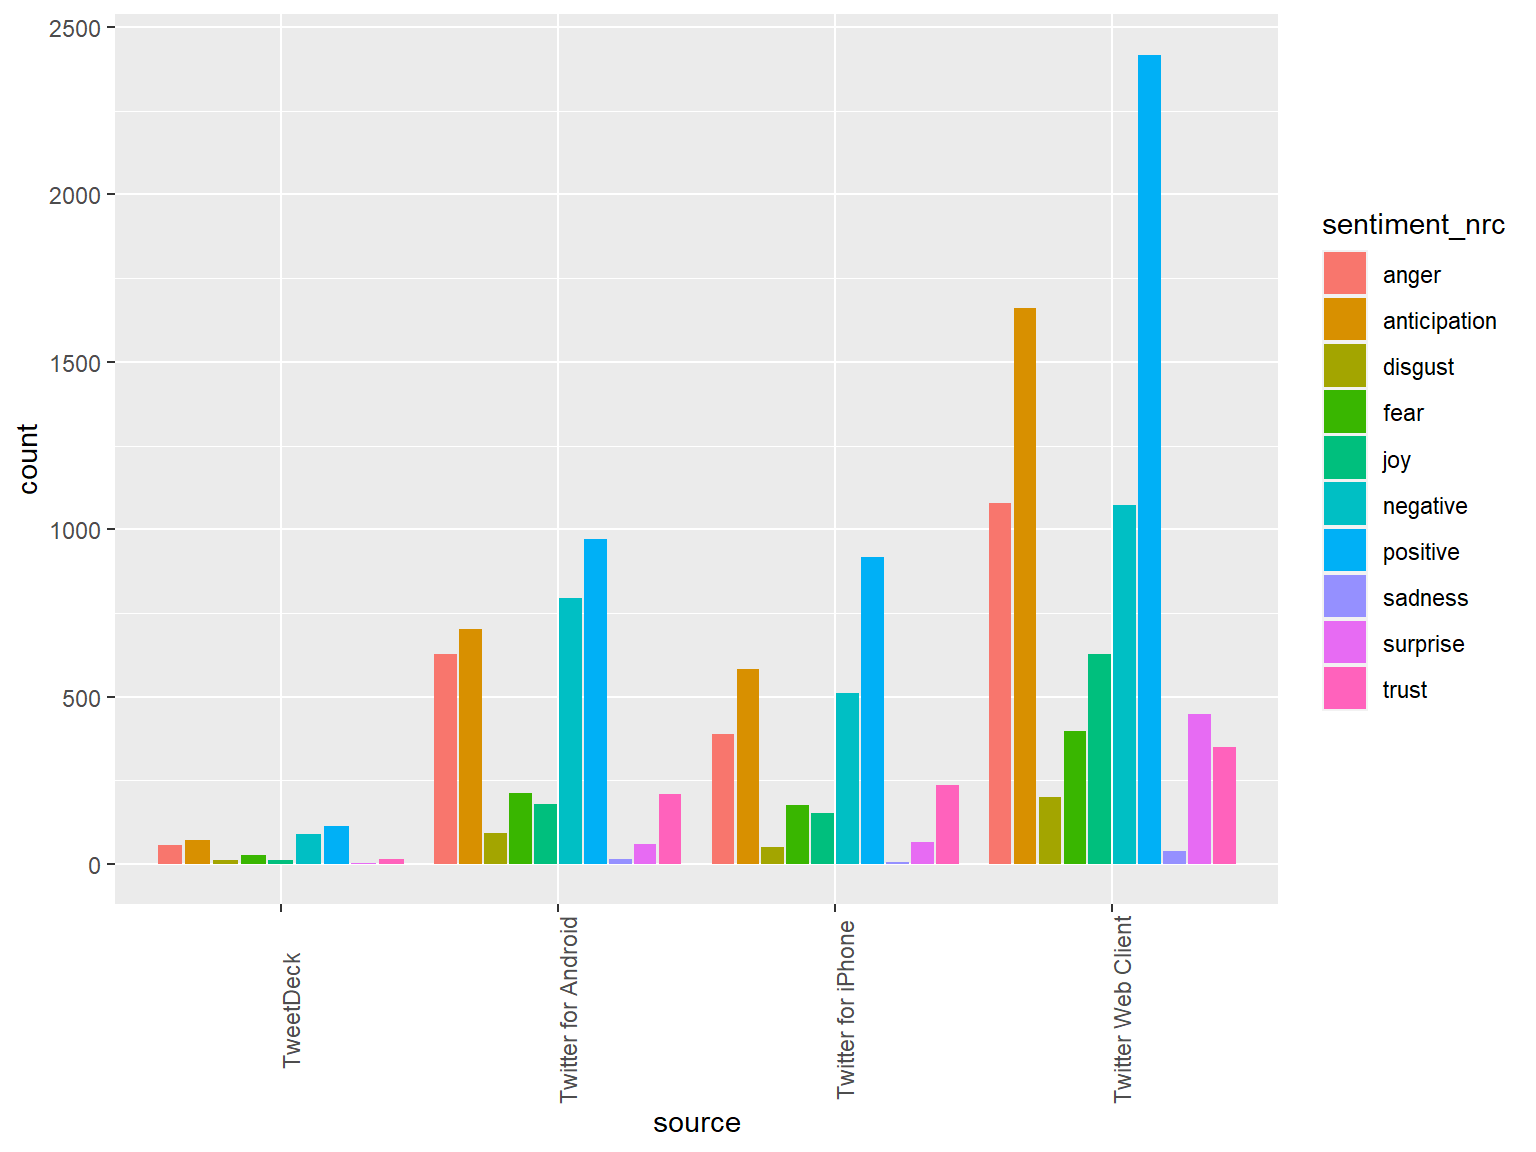 2500
2000
1500
1000
500
0
count
TweetDeck
Twitter for Android
Twitter for iPhone
Twitter Web Client
source
sentiment_nrc
anger
anticipation
disgust
fear
joy
negative
positive
sadness
surprise
trust